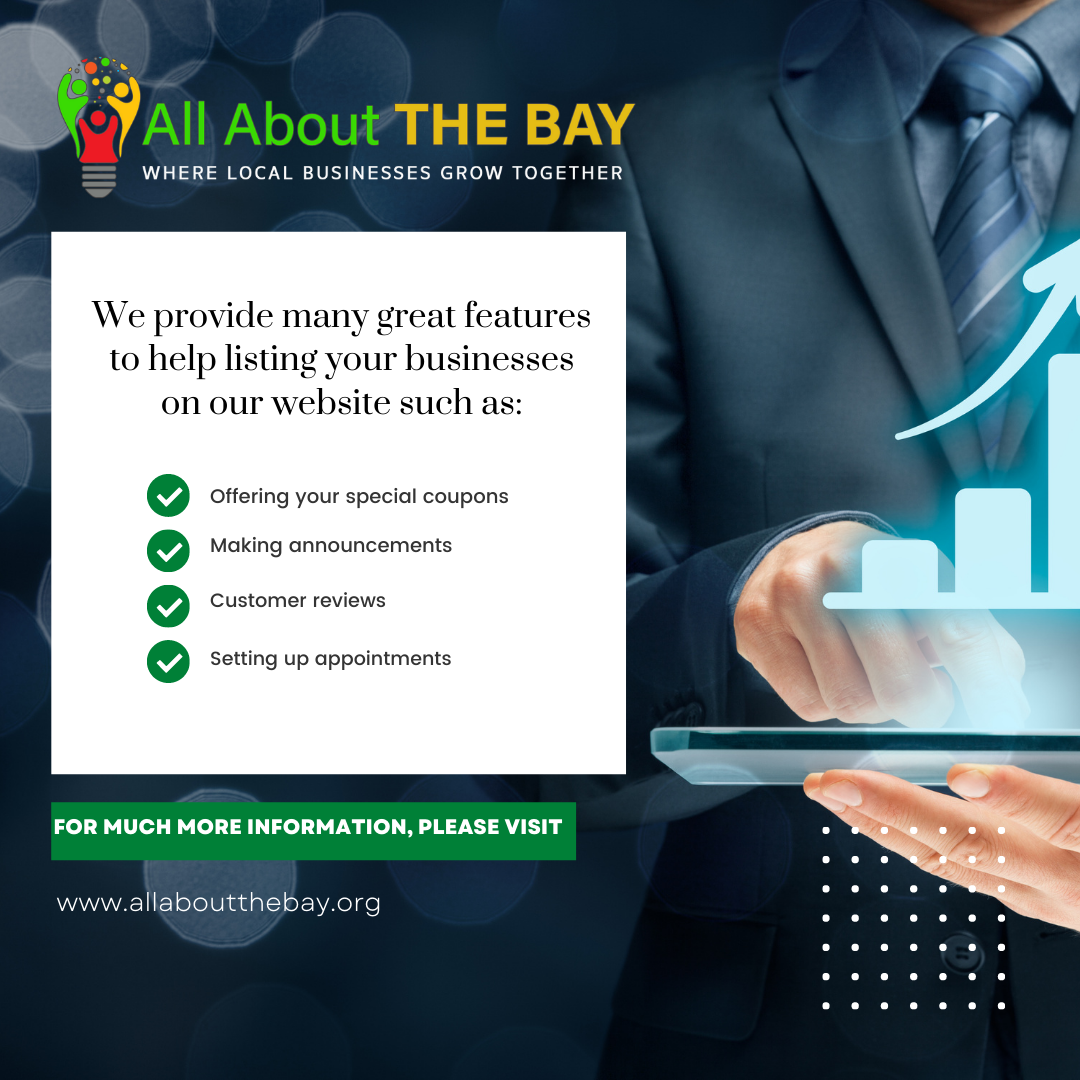 All About THE BAY
WHERE LOCAL BUSINESSES GROW TOGETHER
We provide many great features
to help listing your businesses
on our website such as:
Offering your special coupons
Making announcements
Customer reviews
Setting up appointments
FOR MUCH MORE INFORMATION, PLEASE VISIT
www.allaboutthebay.org